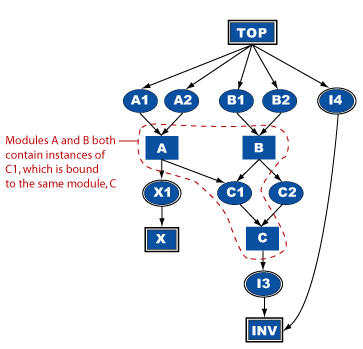 TOP
A1 A2 B1 B2 I4
A B
Modules A and B both
contain instances of
C1, which is bound
to the same module, C
X1 C1 C2
X C
I3
INV